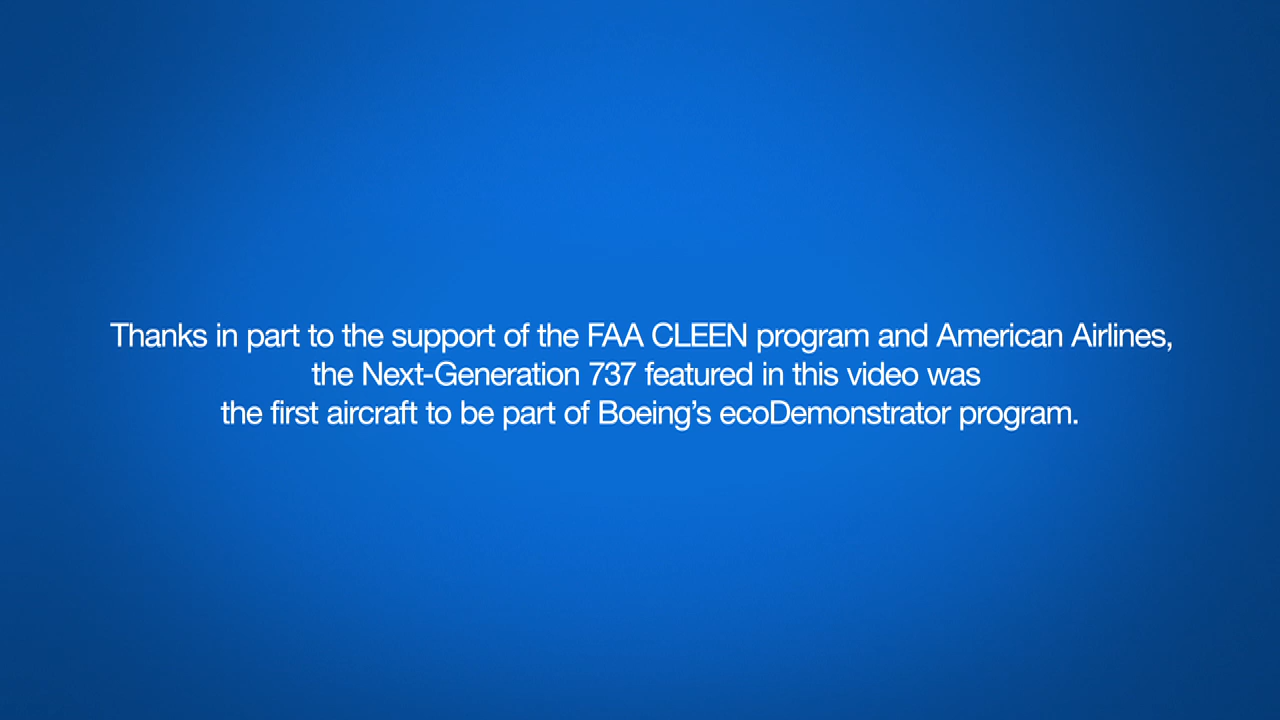 Thanks in part to the support of the FAA CLEEN program and American Airlines,
the Next-Generation 737 featured in this video was
the first aircraft to be part of Boeing’s ecoDemonstrator program.